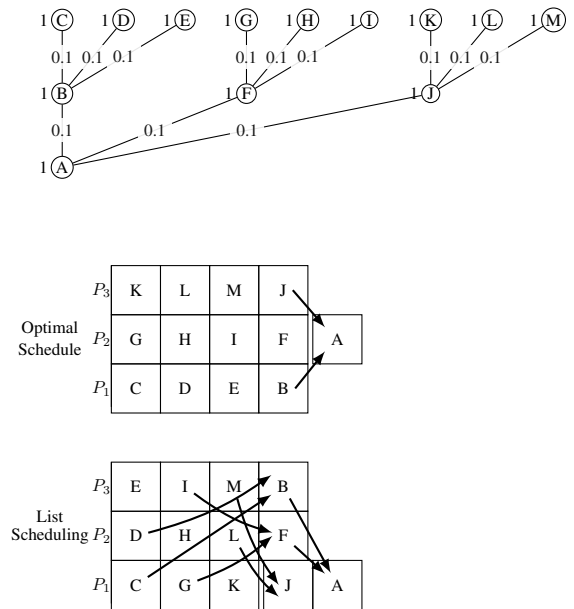 1 C 1 D 1 E 1 G 1 H 1 I 1 K 1 L 1 M
0.1 0.1 0.1 0.1 0.1 0.1 0.1 0.1 0.1
1 B 1 F 1 J
0.1 0.1 0.1
1 A
P3 K L M J
Optimal
Schedule
P2 G H I F A
P1 C D E B
P3 E I M B
List
Scheduling
P2 D H L F
P1 C G K J A